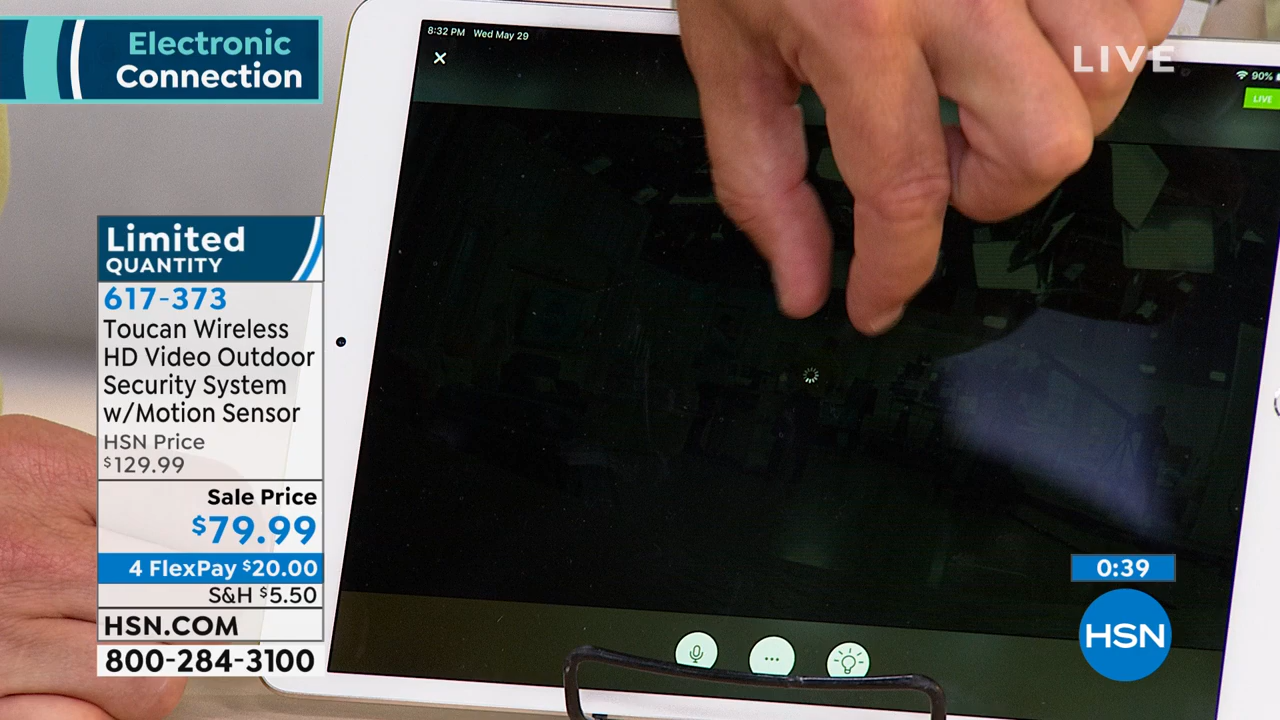 Electronic
Connection
8:32 PM Wed May 29
LIVE
90%
LIVE
Limited
QUANTITY
617-373
Toucan Wireless
HD Video Outdoor
Security System
w/Motion Sensor
HSN Price
$129.99
Sale Price
$79.99
4 FlexPay $20.00
S&H $5.50
HSN.COM
800-284-3100
0:39
HSN